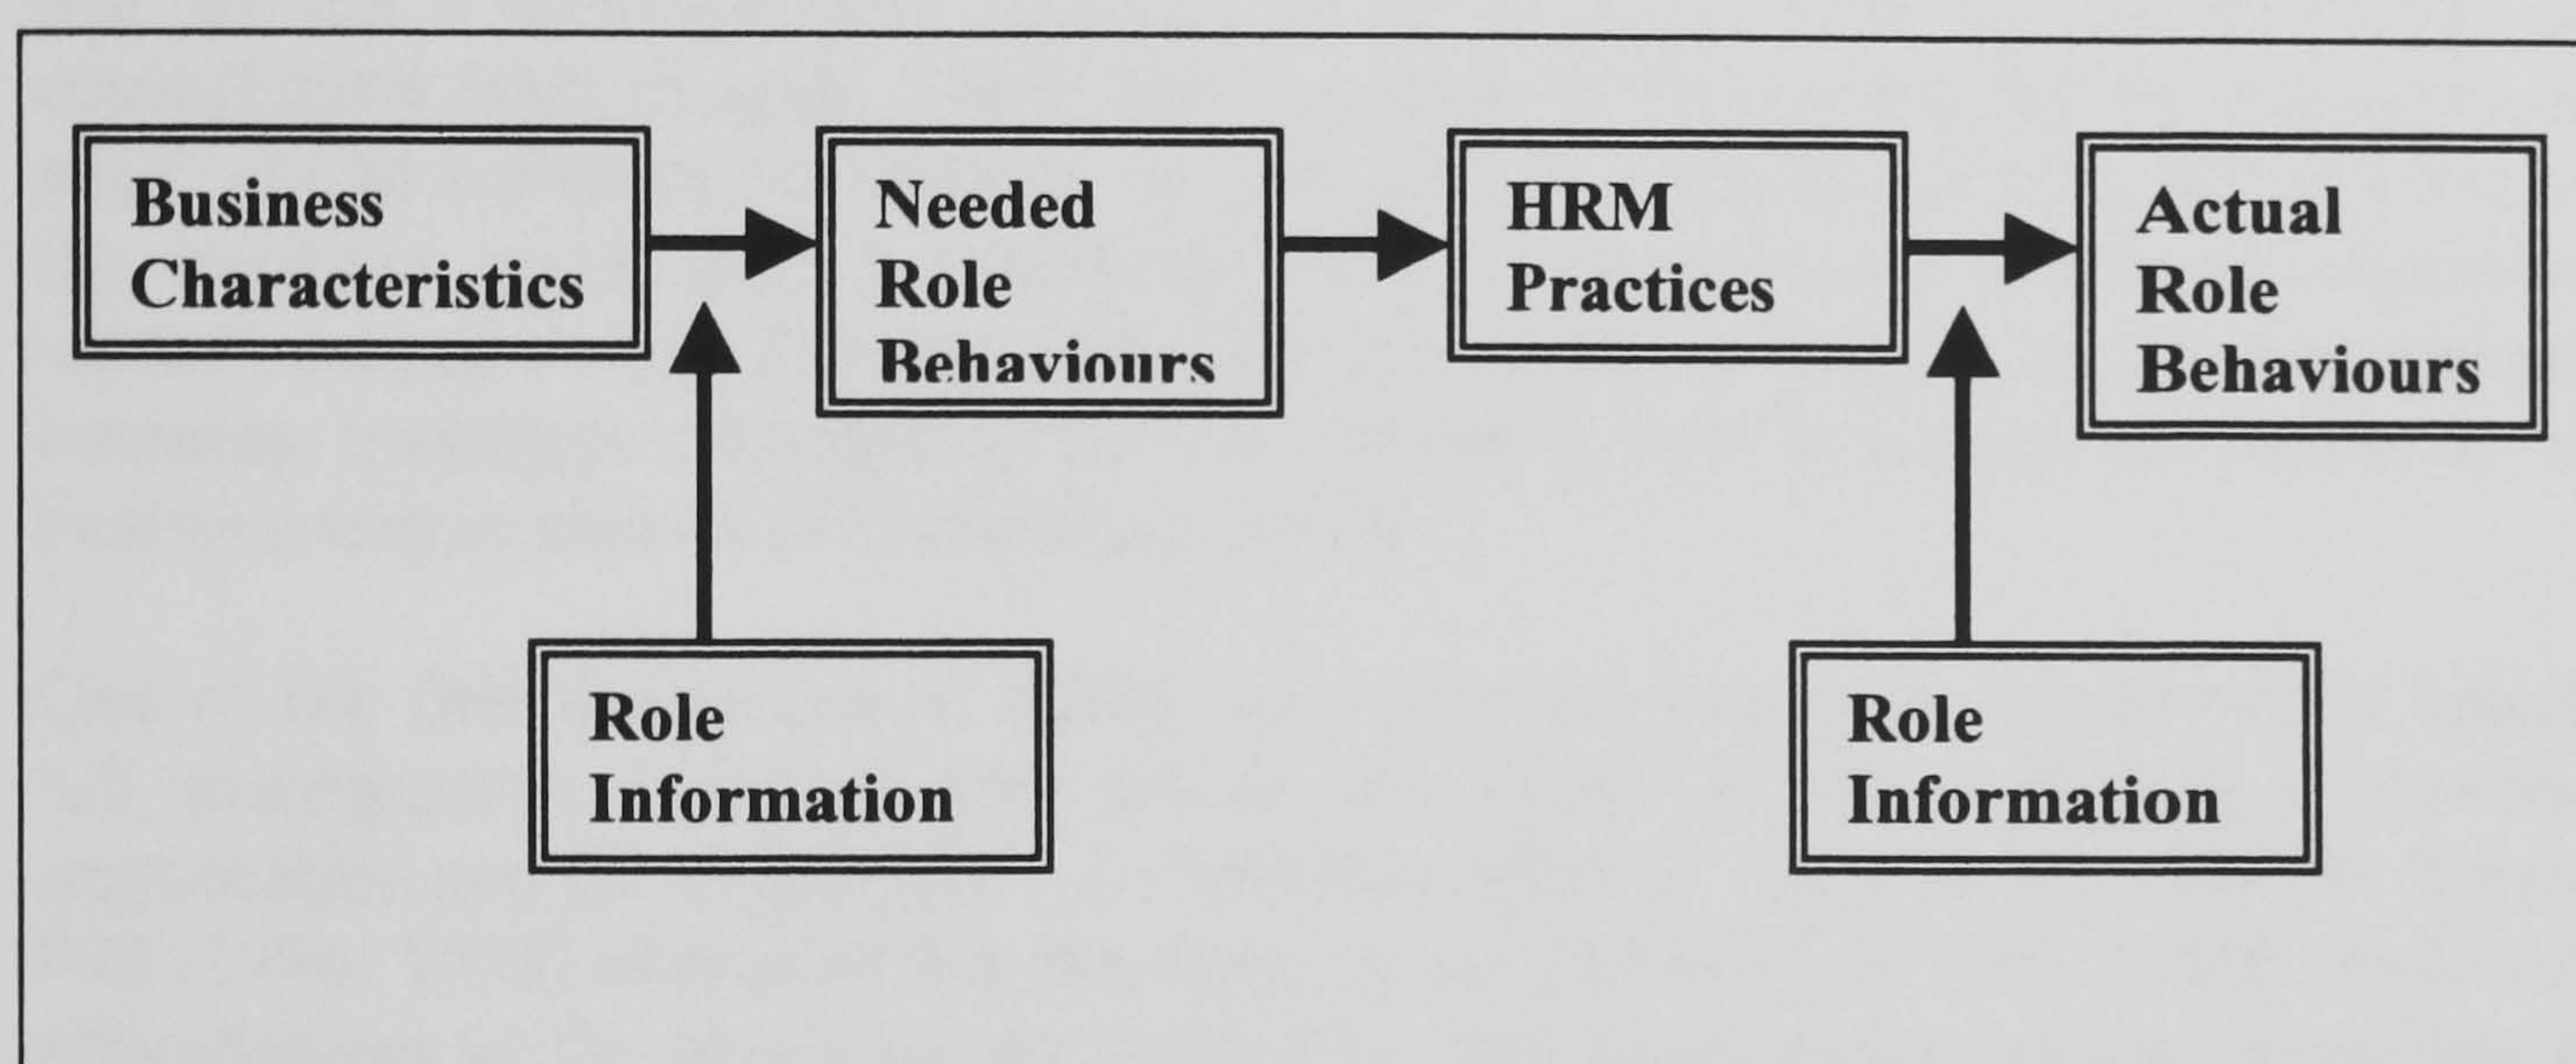 Business
Characteristics
Needed
Role
Behaviours
HRM
Practices
Actual
Role
Behaviours
Role
Information
Role
Information